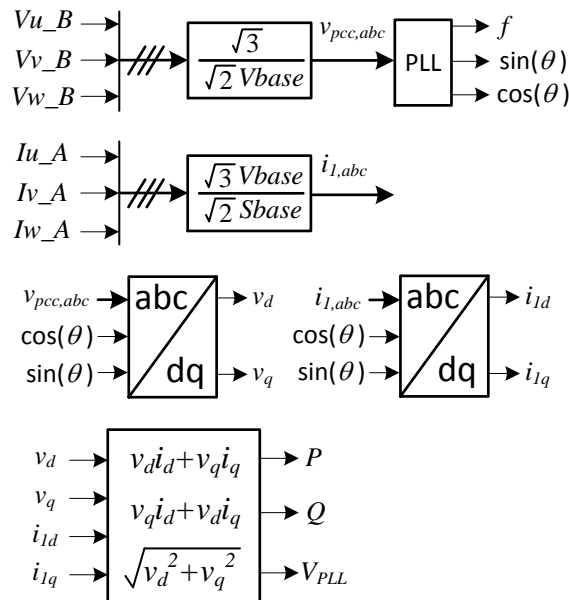 Vu_B
Vv_B
Vw_B
√3
√2 Vbase
v_pcc,abc
PLL
f
sin(θ)
cos(θ)
Iu_A
Iv_A
Iw_A
√3 Vbase
√2 Sbase
i_1,abc
v_pcc,abc
cos(θ)
sin(θ)
abc
dq
v_d
v_q
i_1,abc
cos(θ)
sin(θ)
abc
dq
i_1d
i_1q
v_d
v_q
i_1d
i_1q
v_d i_d+v_q i_q
v_q i_d+v_d i_q
√(v_d²+v_q²)
P
Q
V_PLL